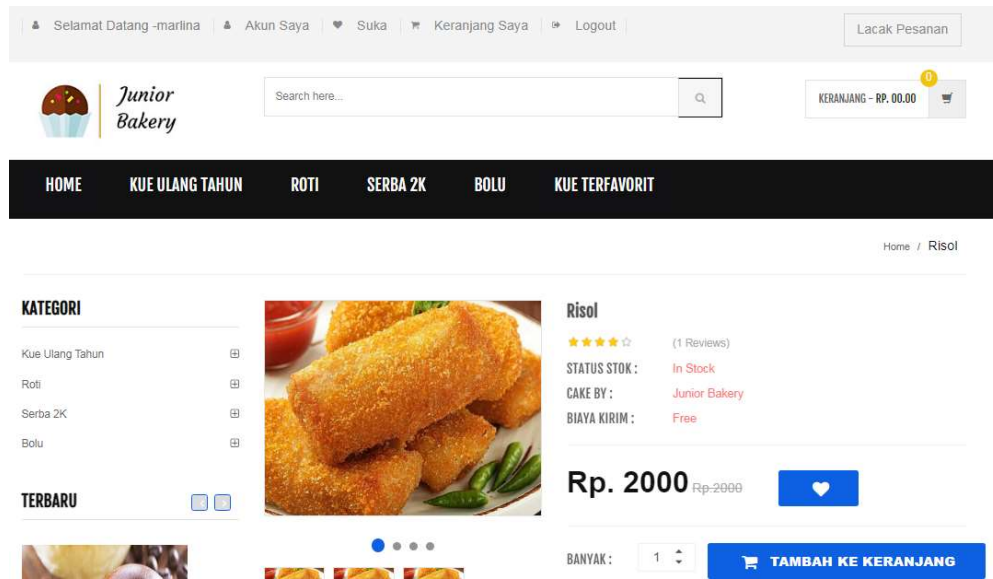 Selamat Datang -marlina Akun Saya Suka Keranjang Saya Logout Lacak Pesanan
Junior
Bakery
Search here...
KERANJANG - RP. 00.00
0
HOME KUE ULANG TAHUN ROTI SERBA 2K BOLU KUE TERFAVORIT
Home / Risol
KATEGORI
Kue Ulang Tahun
Roti
Serba 2K
Bolu
TERBARU
Risol
(1 Reviews)
STATUS STOK : In Stock
CAKE BY : Junior Bakery
BIAYA KIRIM : Free
Rp. 2000 Rp.2000
BANYAK : 1 TAMBAH KE KERANJANG